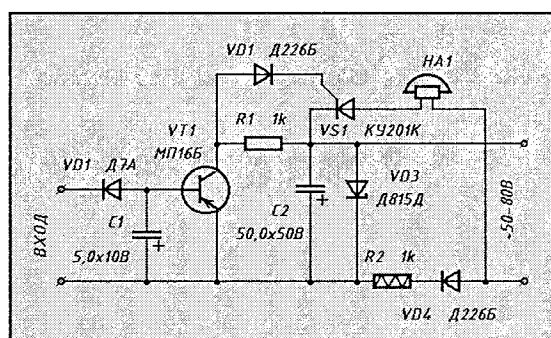 VD1 Д226Б
HA1
R1 1k
VT1
МП16Б
VS1 КУ201К
VD1 Д7А
VD3
Д815Д
C1
5,0x10В
+
C2
50,0x50В
+
R2 1k
VD4 Д226Б
ВХОД
~50-80В